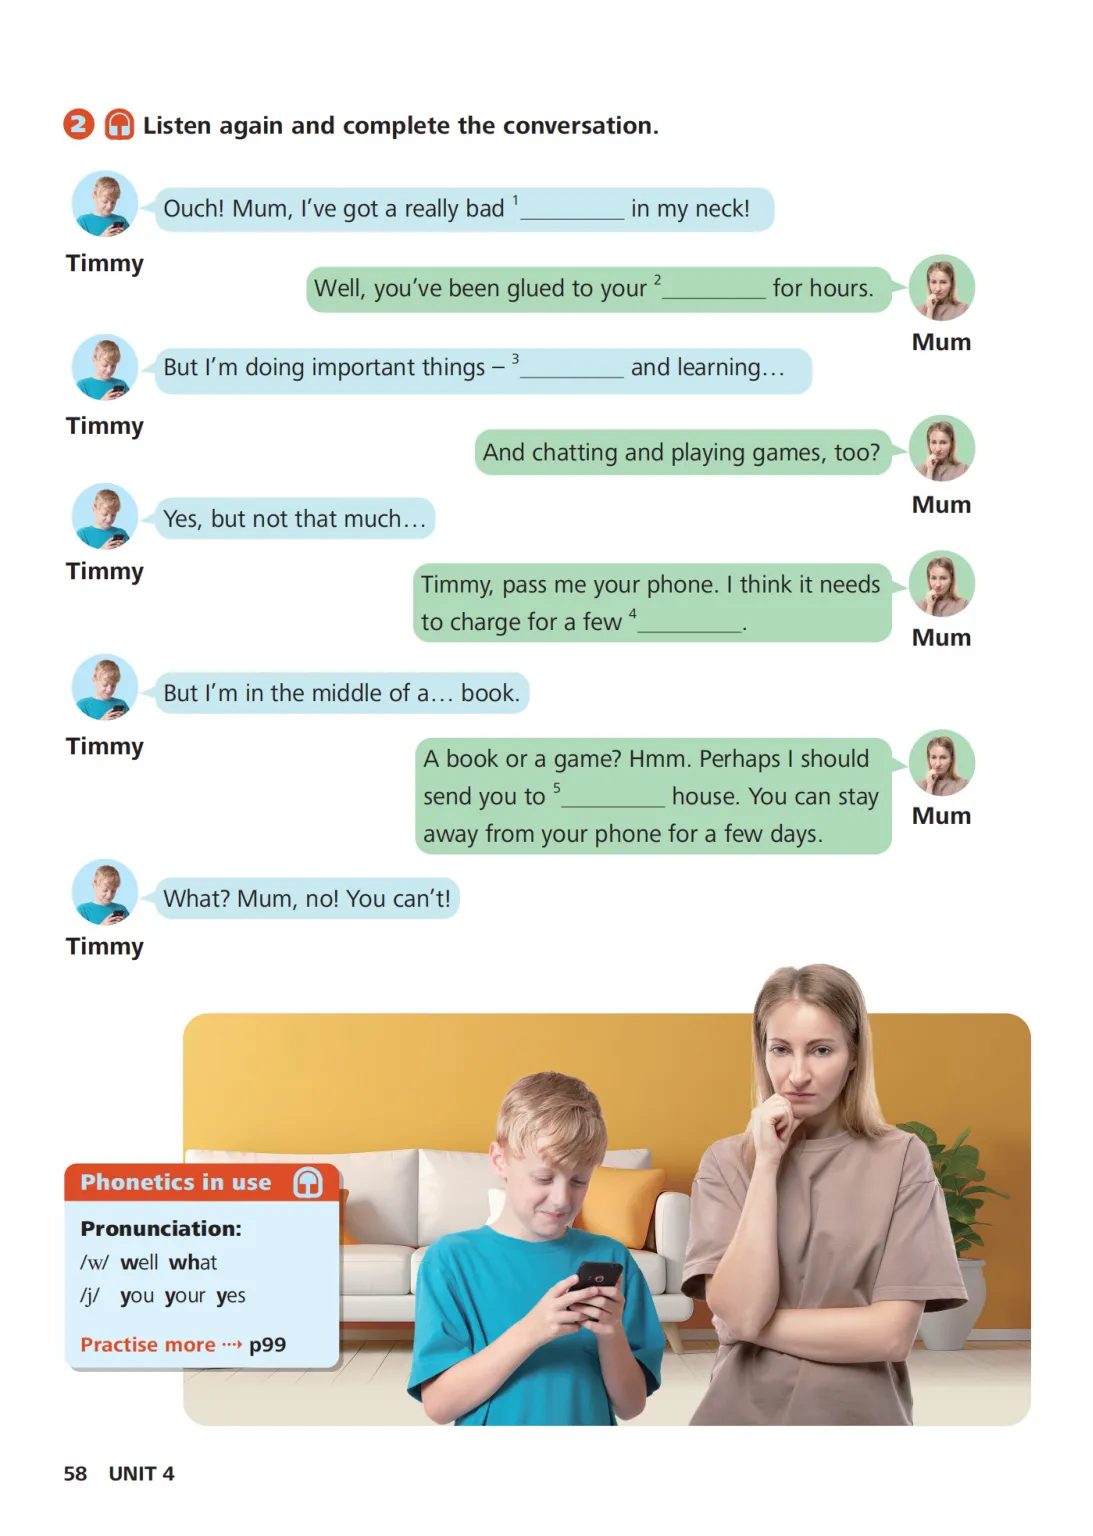 2 Listen again and complete the conversation.
Ouch! Mum, I've got a really bad ¹__________ in my neck!
Timmy
Well, you've been glued to your ²__________ for hours.
Mum
But I'm doing important things – ³__________ and learning…
Timmy
And chatting and playing games, too?
Mum
Yes, but not that much…
Timmy
Timmy, pass me your phone. I think it needs
to charge for a few ⁴__________.
Mum
But I'm in the middle of a… book.
Timmy
A book or a game? Hmm. Perhaps I should
send you to ⁵__________ house. You can stay
away from your phone for a few days.
Mum
What? Mum, no! You can't!
Timmy
Phonetics in use
Pronunciation:
/w/ well what
/j/ you your yes
Practise more ···› p99
58 UNIT 4